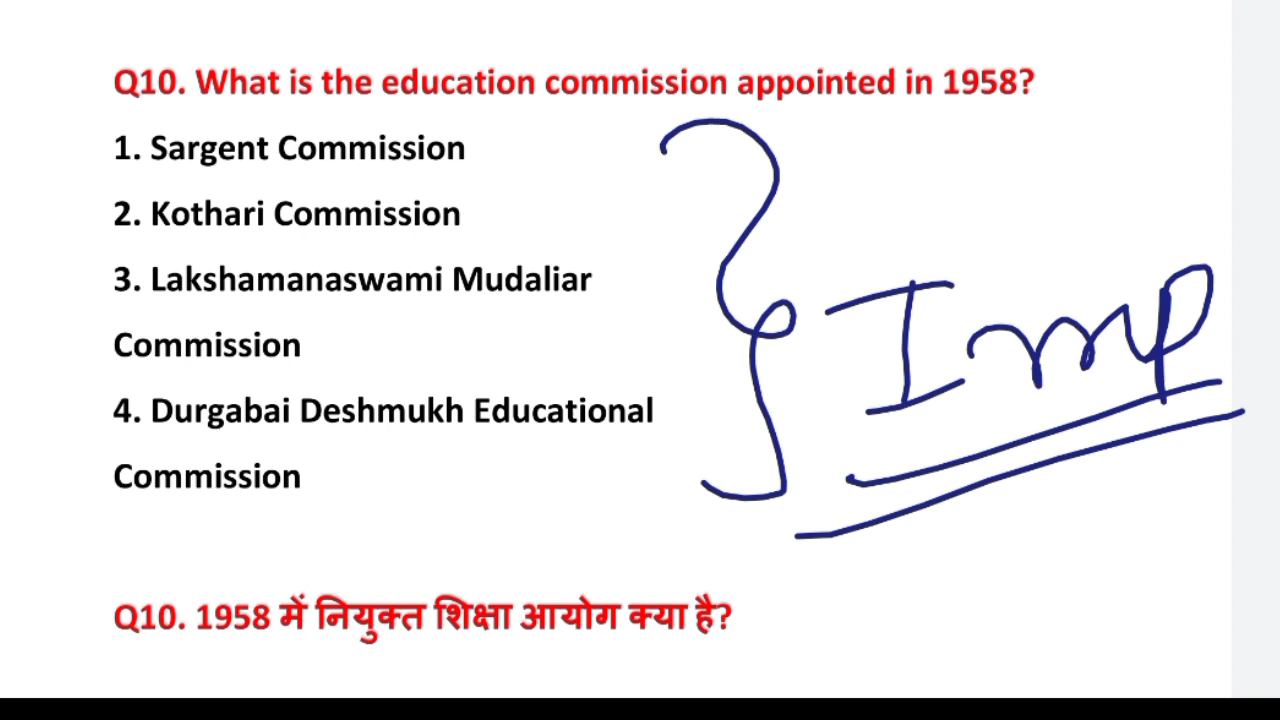 Q10. What is the education commission appointed in 1958?
1. Sargent Commission
2. Kothari Commission
3. Lakshamanaswami Mudaliar
Commission
Imp
4. Durgabai Deshmukh Educational
Commission
Q10. 1958 में नियुक्त शिक्षा आयोग क्या है?